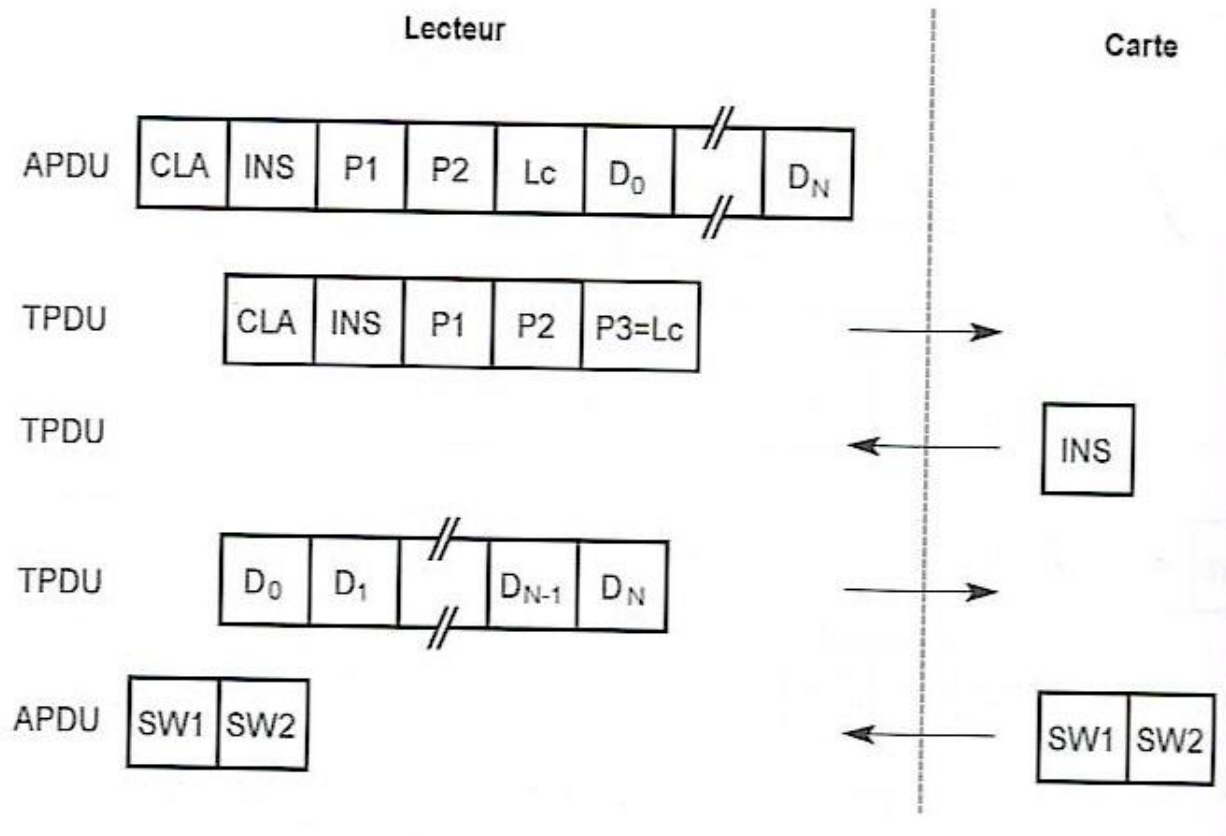 Lecteur
Carte
APDU CLA INS P1 P2 Lc D0 DN
TPDU CLA INS P1 P2 P3=Lc
TPDU INS
TPDU D0 D1 DN-1 DN
APDU SW1 SW2 SW1 SW2